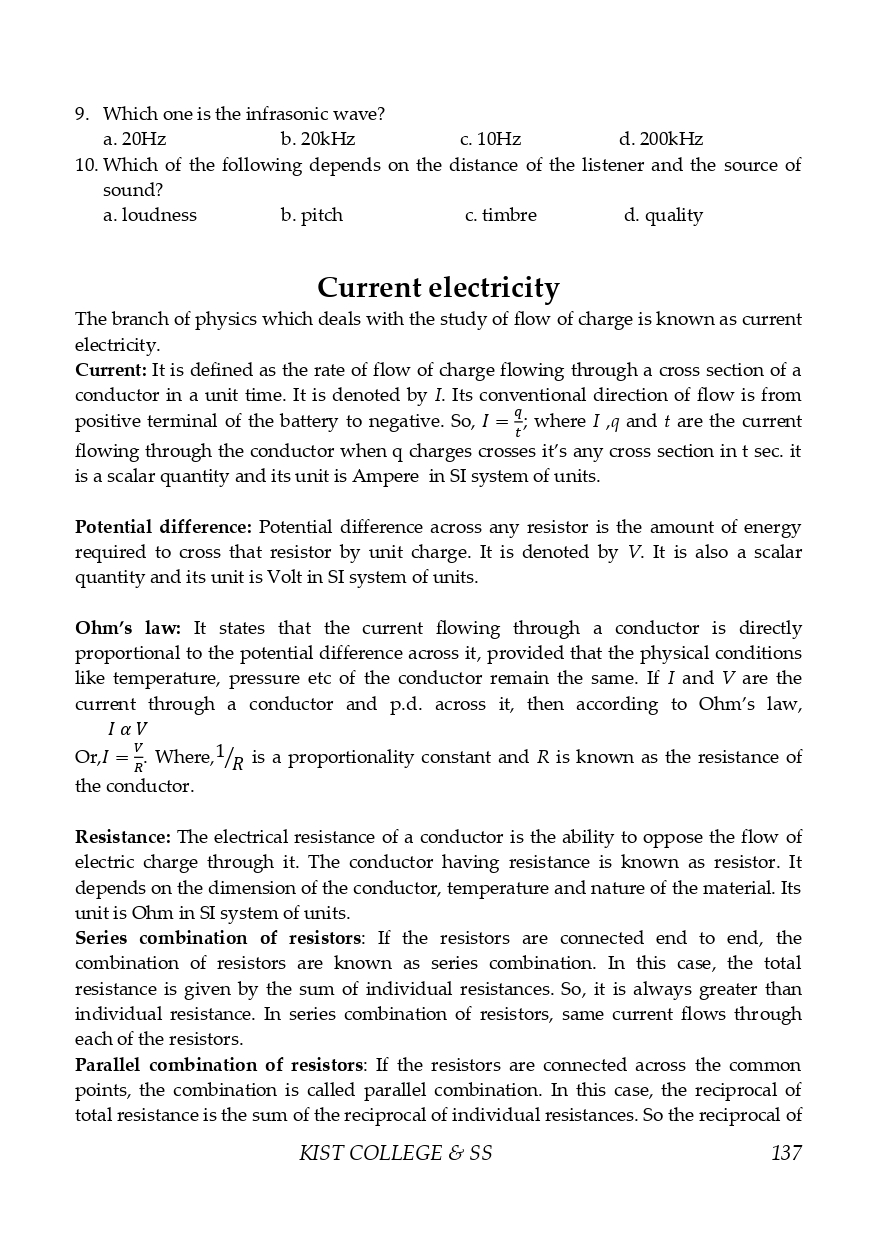 9. Which one is the infrasonic wave?
a. 20Hz b. 20kHz c. 10Hz d. 200kHz
10. Which of the following depends on the distance of the listener and the source of
sound?
a. loudness b. pitch c. timbre d. quality
Current electricity
The branch of physics which deals with the study of flow of charge is known as current
electricity.
Current: It is defined as the rate of flow of charge flowing through a cross section of a
conductor in a unit time. It is denoted by I. Its conventional direction of flow is from
positive terminal of the battery to negative. So, I = q/t; where I ,q and t are the current
flowing through the conductor when q charges crosses it’s any cross section in t sec. it
is a scalar quantity and its unit is Ampere in SI system of units.
Potential difference: Potential difference across any resistor is the amount of energy
required to cross that resistor by unit charge. It is denoted by V. It is also a scalar
quantity and its unit is Volt in SI system of units.
Ohm’s law: It states that the current flowing through a conductor is directly
proportional to the potential difference across it, provided that the physical conditions
like temperature, pressure etc of the conductor remain the same. If I and V are the
current through a conductor and p.d. across it, then according to Ohm’s law,
I α V
Or,I = V/R. Where,1/R is a proportionality constant and R is known as the resistance of
the conductor.
Resistance: The electrical resistance of a conductor is the ability to oppose the flow of
electric charge through it. The conductor having resistance is known as resistor. It
depends on the dimension of the conductor, temperature and nature of the material. Its
unit is Ohm in SI system of units.
Series combination of resistors: If the resistors are connected end to end, the
combination of resistors are known as series combination. In this case, the total
resistance is given by the sum of individual resistances. So, it is always greater than
individual resistance. In series combination of resistors, same current flows through
each of the resistors.
Parallel combination of resistors: If the resistors are connected across the common
points, the combination is called parallel combination. In this case, the reciprocal of
total resistance is the sum of the reciprocal of individual resistances. So the reciprocal of
KIST COLLEGE & SS 137